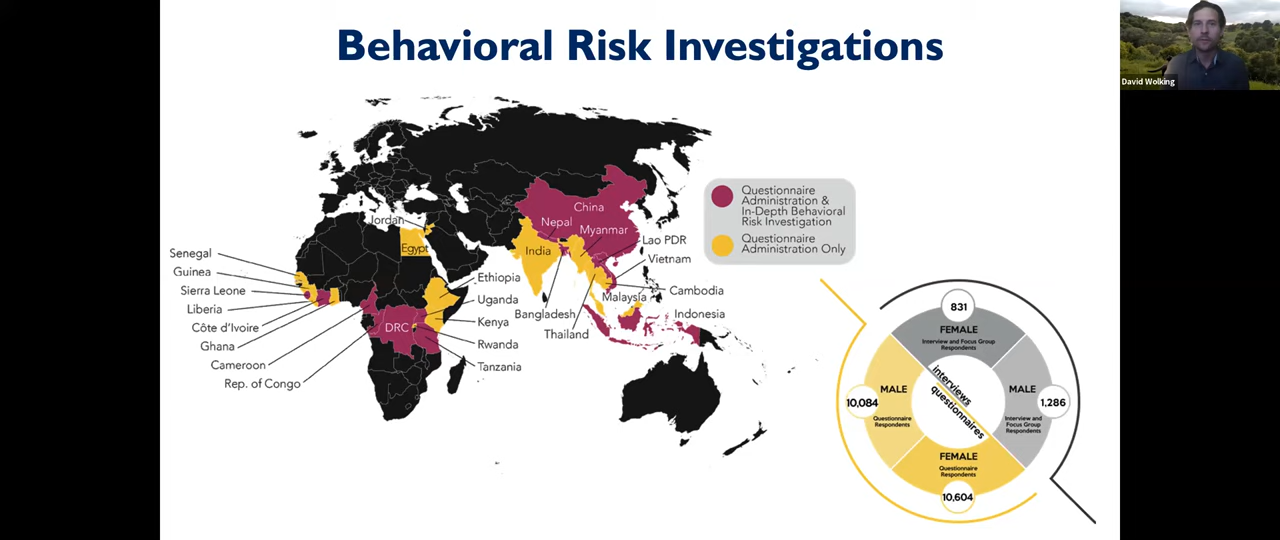 Behavioral Risk Investigations
David Wolking
Jordan
Egypt
China
Nepal
Myanmar
India
Lao PDR
Vietnam
Cambodia
Malaysia
Indonesia
Bangladesh
Thailand
Senegal
Guinea
Sierra Leone
Liberia
Côte d'Ivoire
Ghana
Cameroon
Rep. of Congo
DRC
Ethiopia
Uganda
Kenya
Rwanda
Tanzania
Questionnaire
Administration &
In-Depth Behavioral
Risk Investigation
Questionnaire
Administration Only
831
FEMALE
Interview and Focus Group
Respondents
MALE
10,084
Questionnaire
Respondents
interviews
questionnaires
MALE
1,286
Interview and
Focus Group
Respondents
FEMALE
Questionnaire
Respondents
10,604